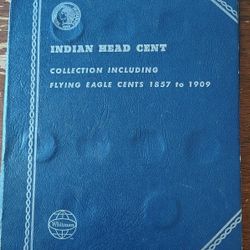 INDIAN HEAD CENT
COLLECTION INCLUDING
FLYING EAGLE CENTS 1857 to 1909
Whitman